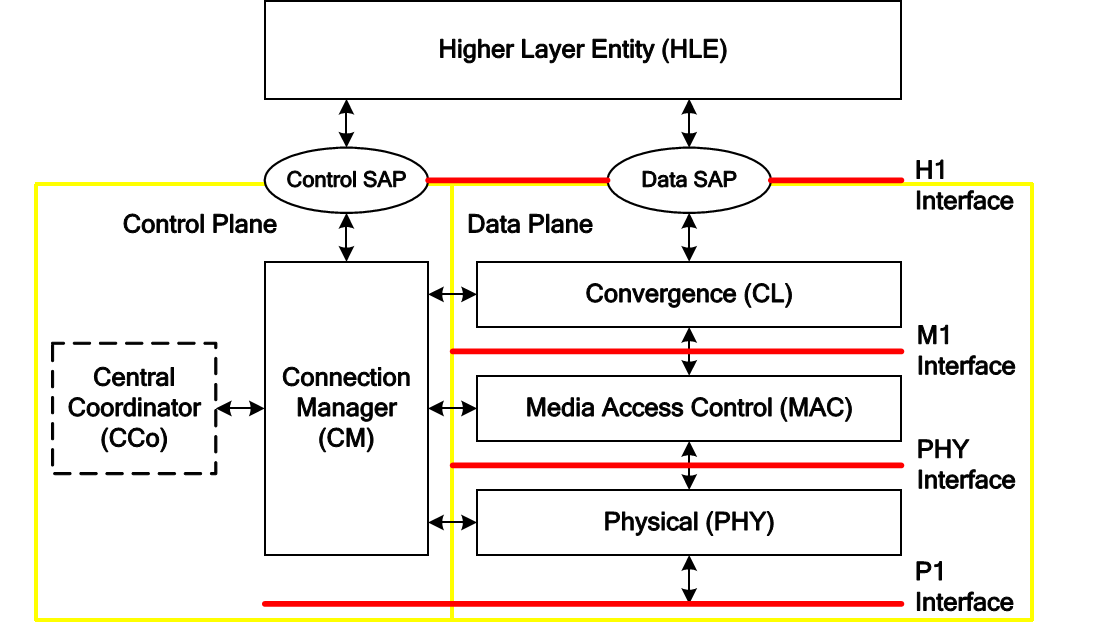 Higher Layer Entity (HLE)
Control SAP
Data SAP
H1
Interface
Control Plane
Data Plane
Convergence (CL)
M1
Interface
Central
Coordinator
(CCo)
Connection
Manager
(CM)
Media Access Control (MAC)
PHY
Interface
Physical (PHY)
P1
Interface